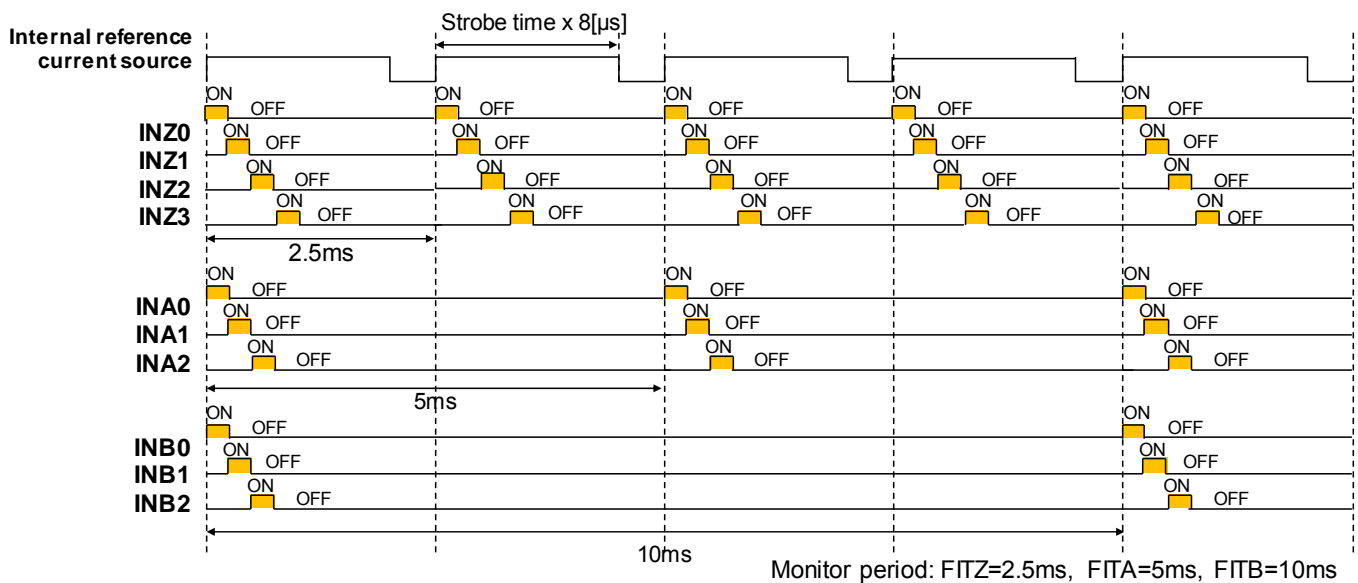 Strobe time x 8[µs]
Internal reference
current source
ON OFF ON OFF ON OFF ON OFF ON OFF
INZ0 ON OFF ON OFF ON OFF ON OFF ON OFF
INZ1
ON OFF ON OFF ON OFF ON OFF ON OFF
INZ2
INZ3 ON OFF ON OFF ON OFF ON OFF ON OFF
2.5ms
ON OFF ON OFF ON OFF
INA0
ON OFF ON OFF ON OFF
INA1
INA2 ON OFF ON OFF ON OFF
5ms
ON OFF ON OFF
INB0
ON OFF ON OFF
INB1
INB2 ON OFF ON OFF
10ms
Monitor period: FITZ=2.5ms, FITA=5ms, FITB=10ms